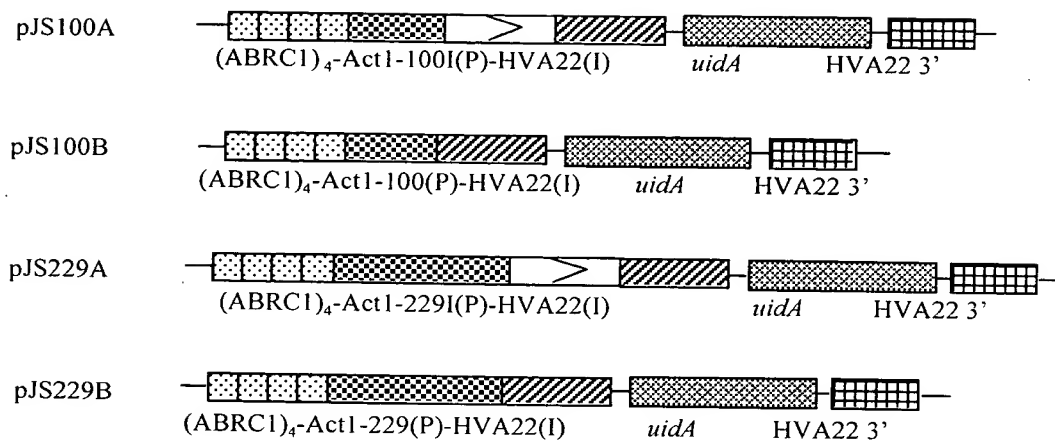 pJS100A
(ABRC1)4-Act1-100I(P)-HVA22(I) uidA HVA22 3’
pJS100B
(ABRC1)4-Act1-100(P)-HVA22(I) uidA HVA22 3’
pJS229A
(ABRC1)4-Act1-229I(P)-HVA22(I) uidA HVA22 3’
pJS229B
(ABRC1)4-Act1-229(P)-HVA22(I) uidA HVA22 3’